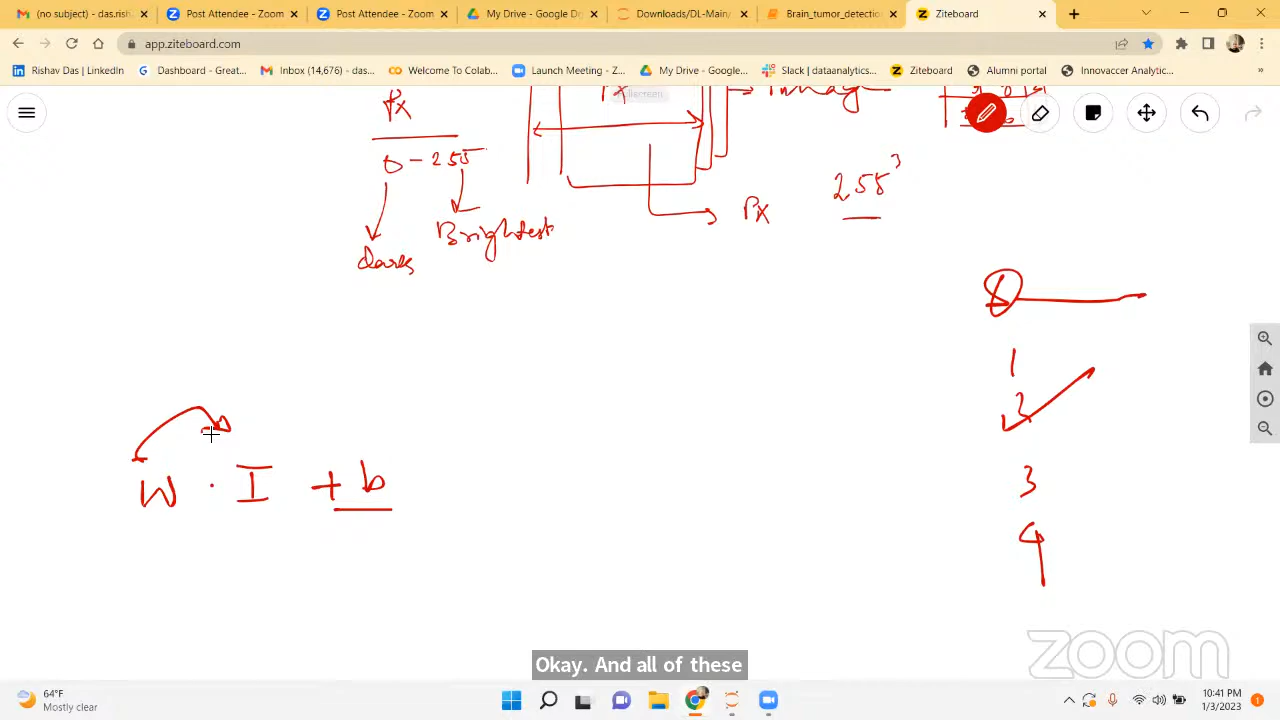 (no subject) - das.rish
Post Attendee - Zoom
Post Attendee - Zoom
My Drive - Google D
Downloads/DL-Main/
Brain_tumor_detectio
Ziteboard
app.ziteboard.com
Rishav Das | LinkedIn
Dashboard - Great...
Inbox (14,676) - das...
Welcome To Colab...
Launch Meeting - Z...
My Drive - Google...
Slack | dataanalytics...
Ziteboard
Alumni portal
Innovaccer Analytic...
Px
0 - 255
Dark
Brightest
Px
255³
1
2
3
4
W . I + b
Okay. And all of these
zoom
64°F
Mostly clear
10:41 PM
1/3/2023
1